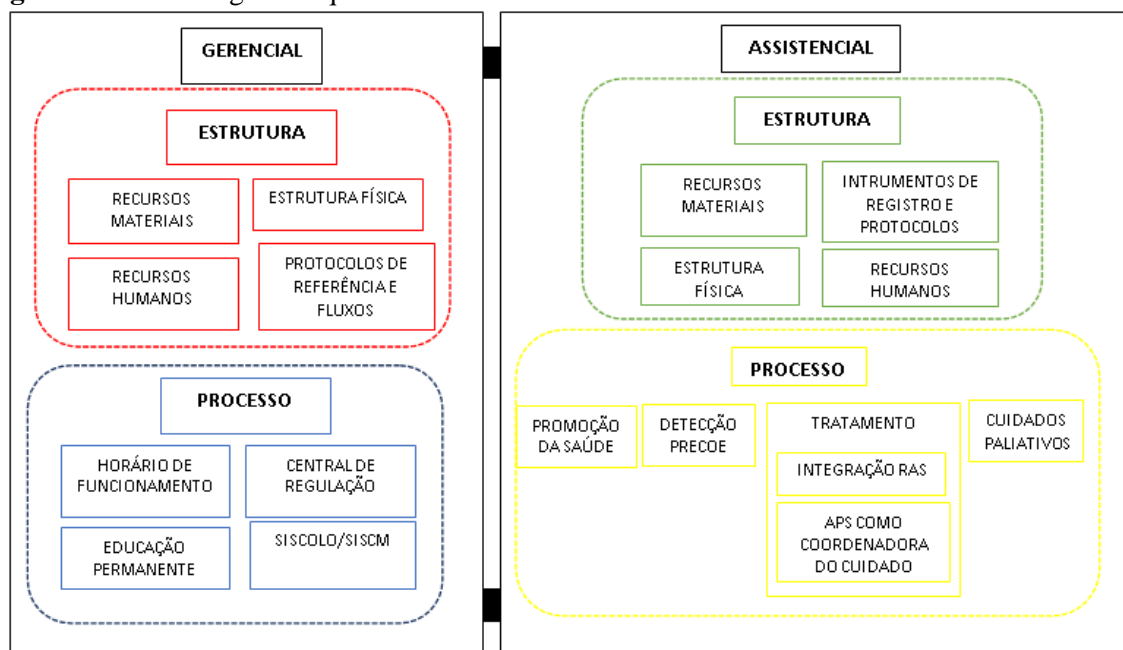 GERENCIAL
ESTRUTURA
RECURSOS
MATERIAIS
ESTRUTURA FÍSICA
RECURSOS
HUMANOS
PROTOCOLOS DE
REFERÊNCIA E
FLUXOS
PROCESSO
HORÁRIO DE
FUNCIONAMENTO
CENTRAL DE
REGULAÇÃO
EDUCAÇÃO
PERMANENTE
SISCOLO/SISCM
ASSISTENCIAL
ESTRUTURA
RECURSOS
MATERIAIS
INTRUMENTOS DE
REGISTRO E
PROTOCOLOS
ESTRUTURA
FÍSICA
RECURSOS
HUMANOS
PROCESSO
PROMOÇÃO
DA SAÚDE
DETECÇÃO
PRECOE
TRATAMENTO
INTEGRAÇÃO RAS
APS COMO
COORDENADORA
DO CUIDADO
CUIDADOS
PALIATIVOS